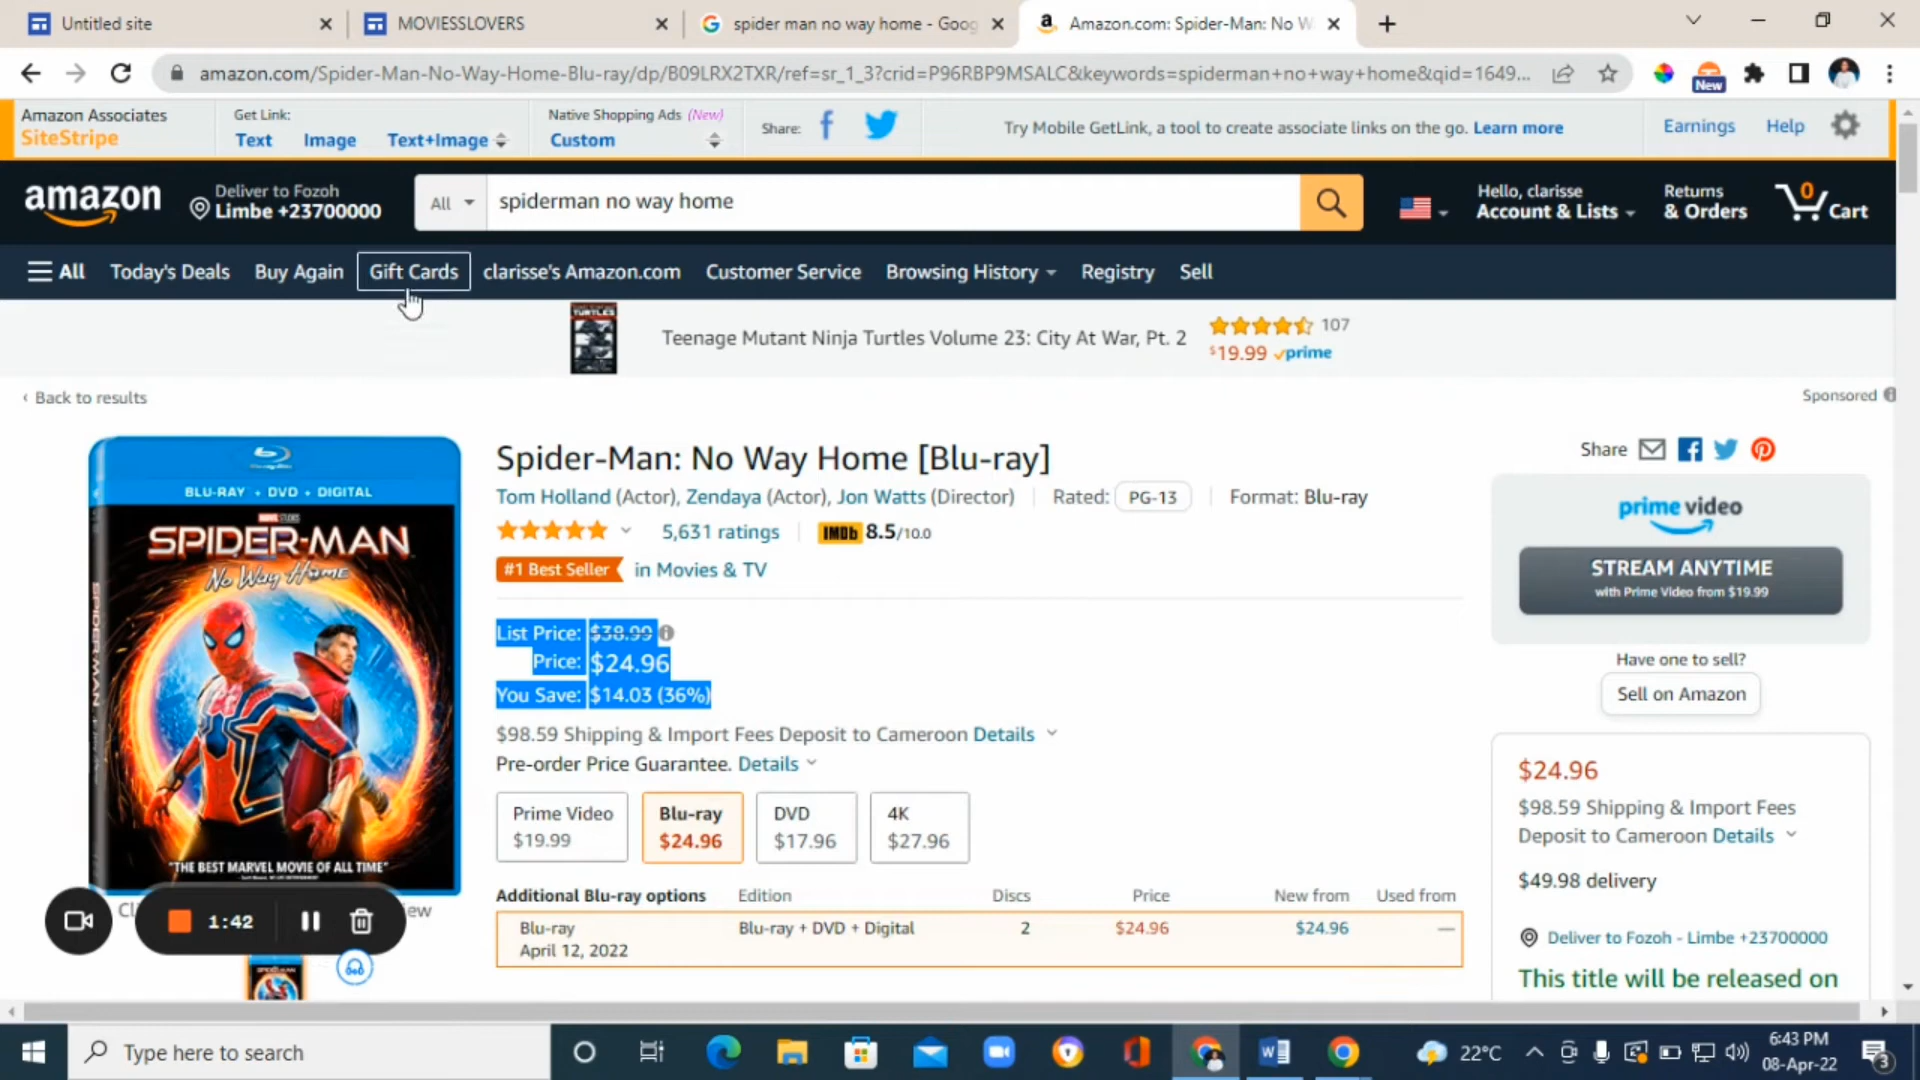 Untitled site
MOVIESSLOVERS
spider man no way home - Goog
Amazon.com: Spider-Man: No W
amazon.com/Spider-Man-No-Way-Home-Blu-ray/dp/B09LRX2TXR/ref=sr_1_3?crid=P96RBP9MSALC&keywords=spiderman+no+way+home&qid=1649...
New
Amazon Associates
SiteStripe
Get Link:
Text Image Text+Image
Native Shopping Ads (New)
Custom
Share:
Try Mobile GetLink, a tool to create associate links on the go. Learn more
Earnings
Help
amazon
Deliver to Fozoh
Limbe +23700000
All
spiderman no way home
Hello, clarisse
Account & Lists
Returns
& Orders
0
Cart
All Today's Deals Buy Again Gift Cards clarisse's Amazon.com Customer Service Browsing History Registry Sell
TURTLES
Teenage Mutant Ninja Turtles Volume 23: City At War, Pt. 2
107
$19.99 prime
‹ Back to results
Sponsored
Blu-ray Disc
BLU-RAY + DVD + DIGITAL
MARVEL STUDIOS
SPIDER-MAN
No Way Home
SPIDER-MAN
"THE BEST MARVEL MOVIE OF ALL TIME"
Spider-Man: No Way Home [Blu-ray]
Tom Holland (Actor), Zendaya (Actor), Jon Watts (Director) Rated: PG-13 Format: Blu-ray
5,631 ratings IMDb 8.5/10.0
#1 Best Seller in Movies & TV
List Price: $38.99
Price: $24.96
You Save: $14.03 (36%)
$98.59 Shipping & Import Fees Deposit to Cameroon Details
Pre-order Price Guarantee. Details
Prime Video
$19.99
Blu-ray
$24.96
DVD
$17.96
4K
$27.96
Additional Blu-ray options Edition Discs Price New from Used from
Blu-ray Blu-ray + DVD + Digital 2 $24.96 $24.96 —
April 12, 2022
Share
prime video
STREAM ANYTIME
with Prime Video from $19.99
Have one to sell?
Sell on Amazon
$24.96
$98.59 Shipping & Import Fees
Deposit to Cameroon Details
$49.98 delivery
Deliver to Fozoh - Limbe +23700000
This title will be released on
Cl
ew
1:42
SPIDER-MAN
Type here to search
22°C
6:43 PM
08-Apr-22
3